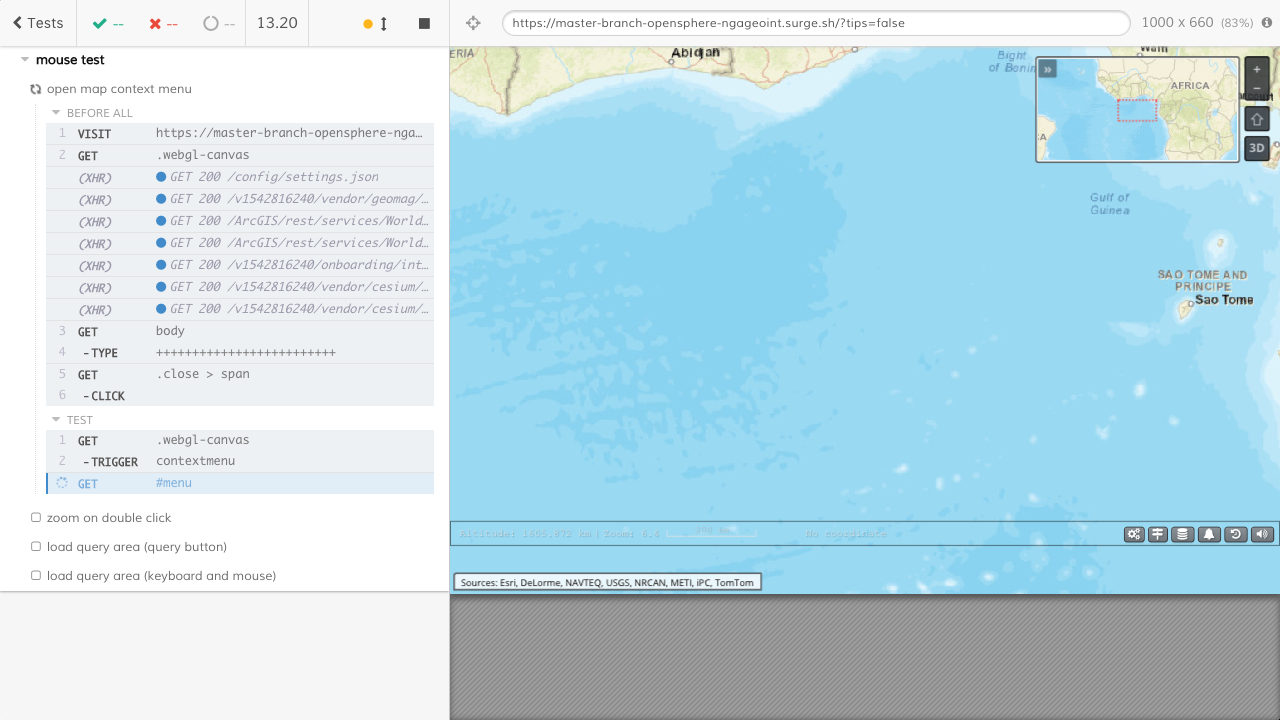 Tests
--
--
--
13.20
https://master-branch-opensphere-ngageoint.surge.sh/?tips=false
1000 x 660 (83%)
mouse test
open map context menu
BEFORE ALL
1 VISIT https://master-branch-opensphere-nga…
2 GET .webgl-canvas
(XHR) GET 200 /config/settings.json
(XHR) GET 200 /v1542816240/vendor/geomag/…
(XHR) GET 200 /ArcGIS/rest/services/World…
(XHR) GET 200 /ArcGIS/rest/services/World…
(XHR) GET 200 /v1542816240/onboarding/int…
(XHR) GET 200 /v1542816240/vendor/cesium/…
(XHR) GET 200 /v1542816240/vendor/cesium/…
3 GET body
4 -TYPE +++++++++++++++++++++++++
5 GET .close > span
6 -CLICK
TEST
1 GET .webgl-canvas
2 -TRIGGER contextmenu
GET #menu
zoom on double click
load query area (query button)
load query area (keyboard and mouse)
ERIA
Abidjan
Bight
of Benin
Warri
»
AFRICA
CA
+
−
3D
Gulf of
Guinea
SAO TOME AND
PRINCIPE
Sao Tome
No coordinate
Sources: Esri, DeLorme, NAVTEQ, USGS, NRCAN, METI, iPC, TomTom